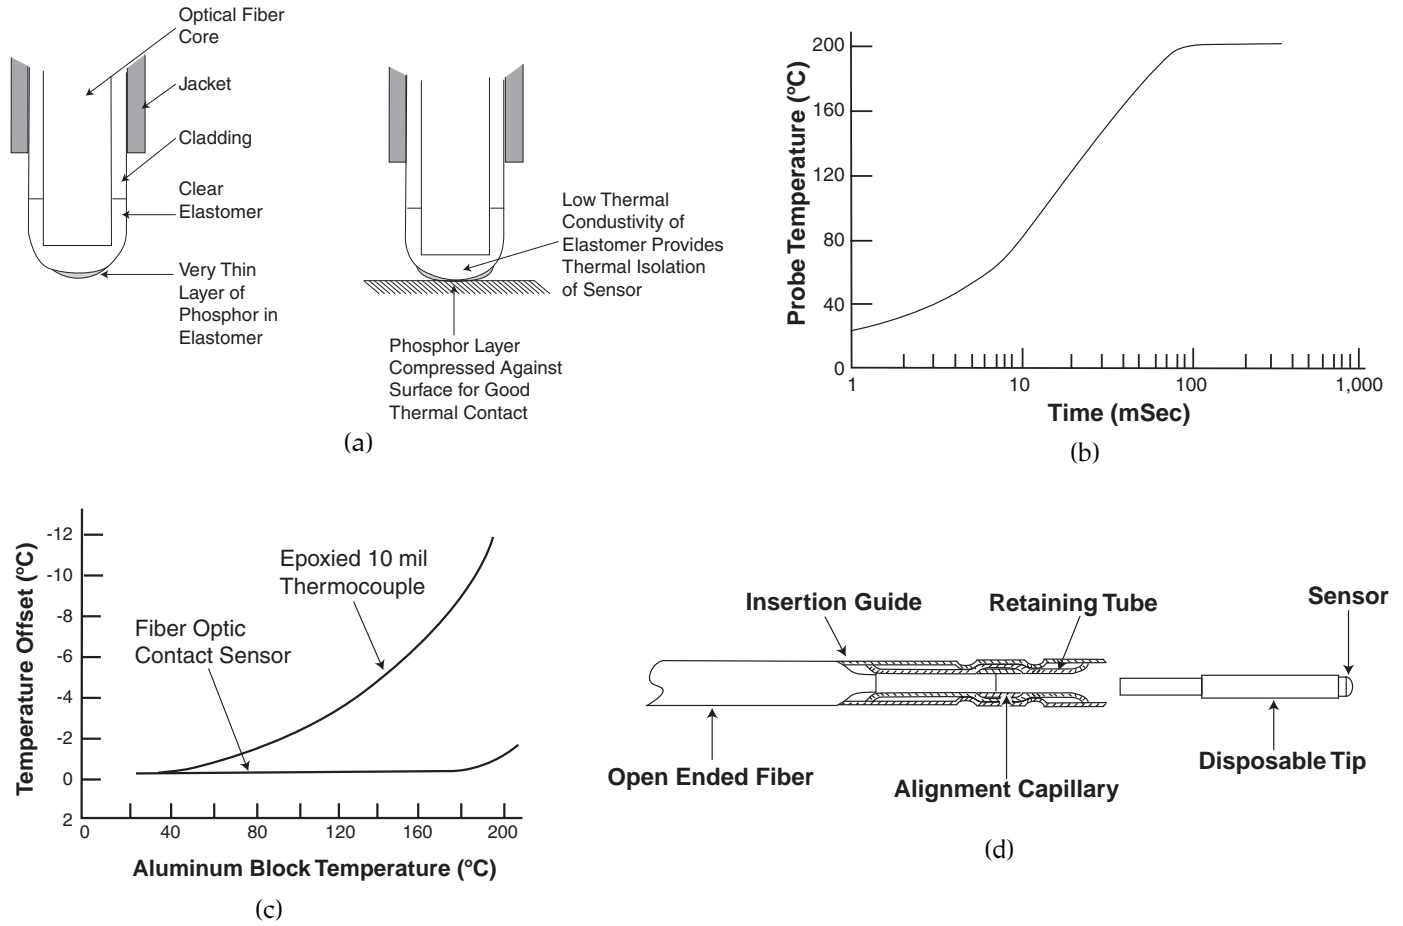 Optical Fiber
Core
Jacket
Cladding
Clear
Elastomer
Very Thin
Layer of
Phosphor in
Elastomer
Low Thermal
Condustivity of
Elastomer Provides
Thermal Isolation
of Sensor
Phosphor Layer
Compressed Against
Surface for Good
Thermal Contact
(a)
Probe Temperature (°C)
200
160
120
80
40
0
1 10 100 1,000
Time (mSec)
(b)
Temperature Offset (°C)
-12
-10
-8
-6
-4
-2
0
2
Epoxied 10 mil
Thermocouple
Fiber Optic
Contact Sensor
0 40 80 120 160 200
Aluminum Block Temperature (°C)
(c)
Insertion Guide
Retaining Tube
Sensor
Open Ended Fiber
Alignment Capillary
Disposable Tip
(d)